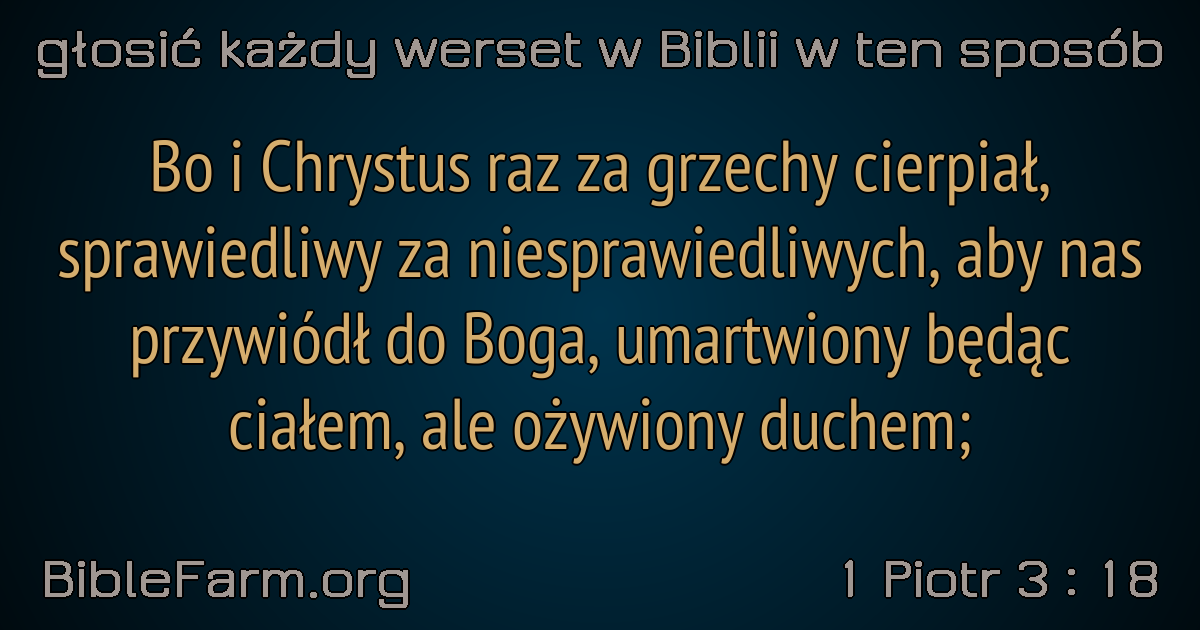 głosić każdy werset w Biblii w ten sposób
Bo i Chrystus raz za grzechy cierpiał,
sprawiedliwy za niesprawiedliwych, aby nas
przywiódł do Boga, umartwiony będąc
ciałem, ale ożywiony duchem;
BibleFarm.org
1 Piotr 3 : 18